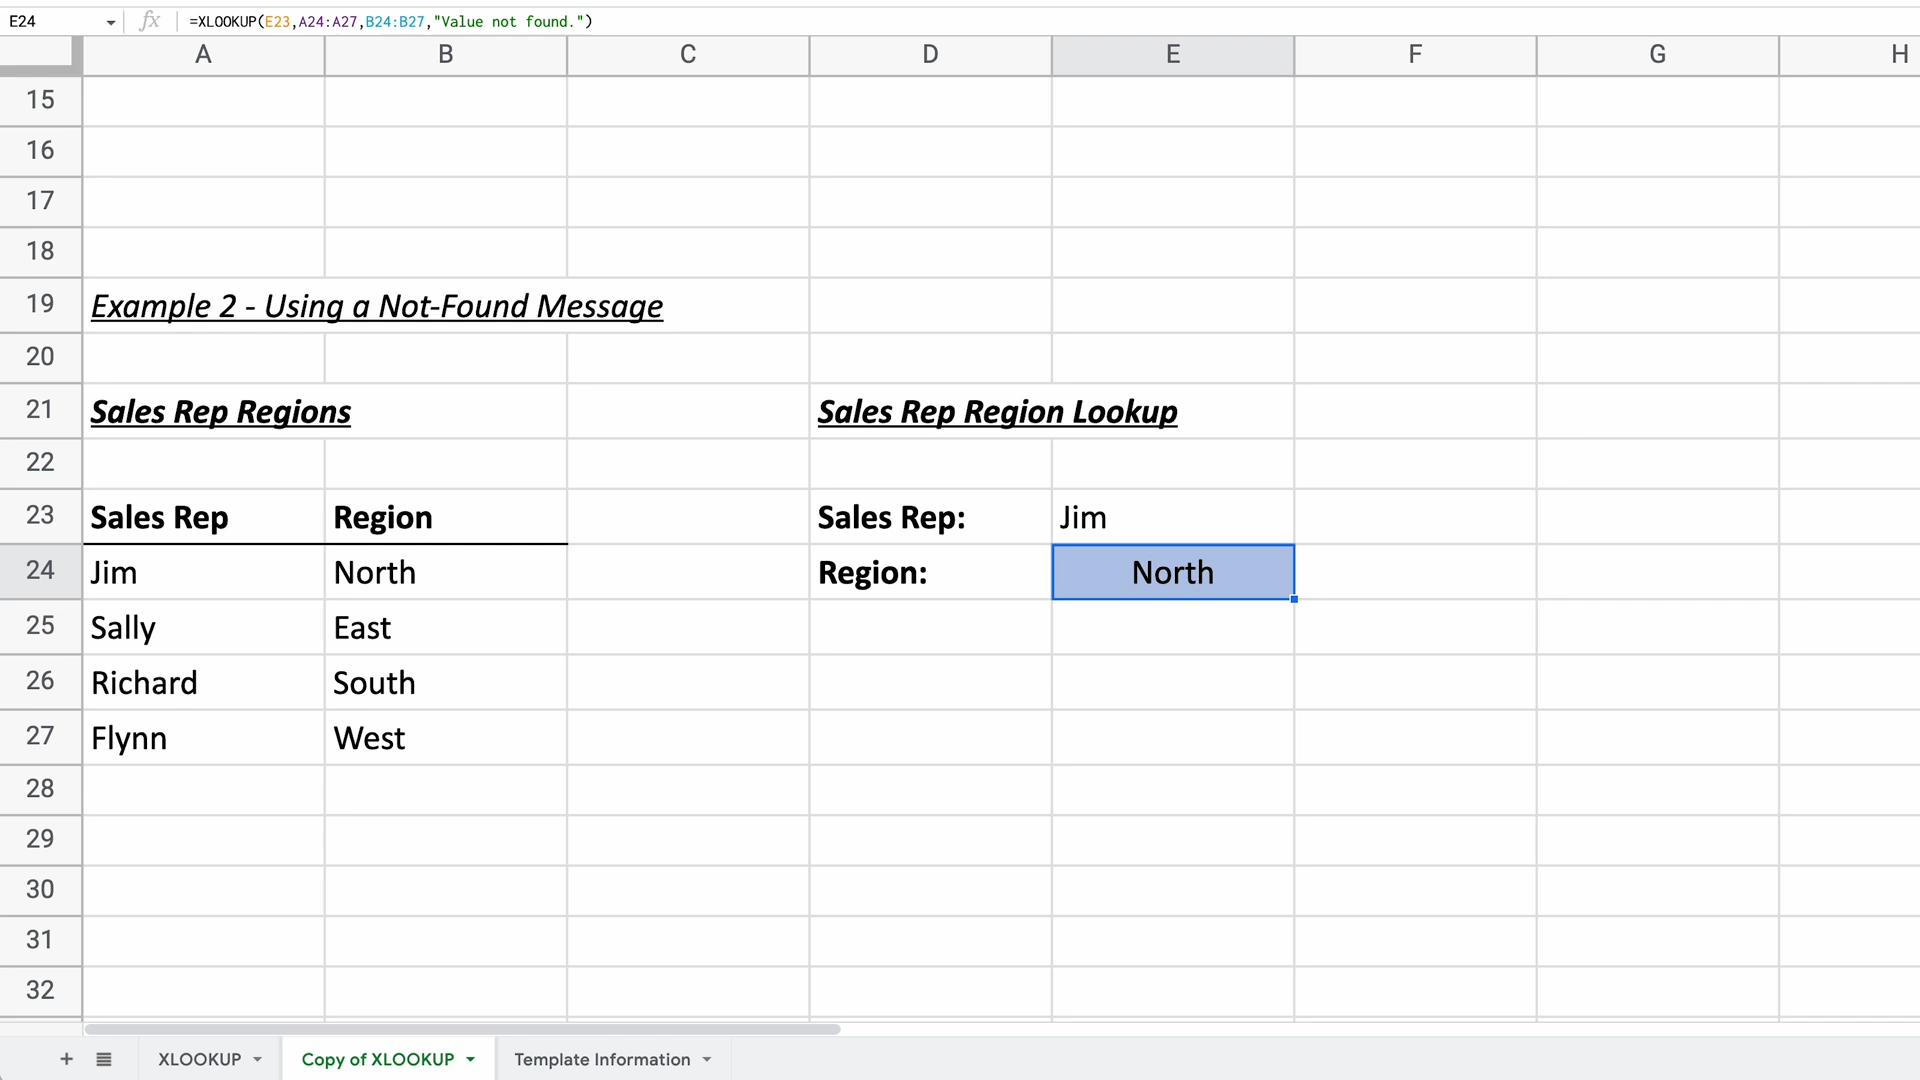 E24 fx =XLOOKUP(E23,A24:A27,B24:B27,"Value not found.")
A B C D E F G H
15
16
17
18
19 Example 2 - Using a Not-Found Message
20
21 Sales Rep Regions Sales Rep Region Lookup
22
23 Sales Rep Region Sales Rep: Jim
24 Jim North Region: North
25 Sally East
26 Richard South
27 Flynn West
28
29
30
31
32
XLOOKUP Copy of XLOOKUP Template Information